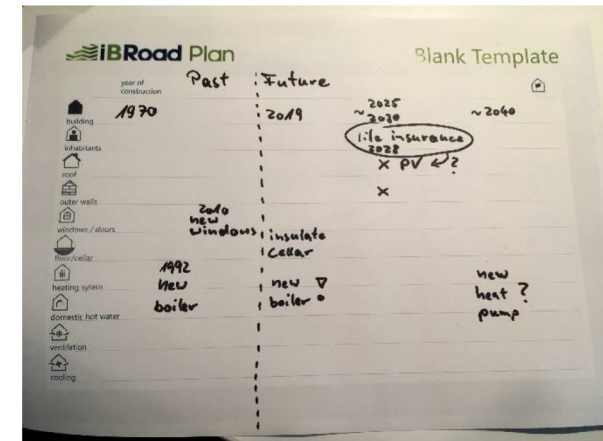 iBRoad Plan
Blank Template
year of
construction
Past
Future
building
1970
2019
~ 2025
2030
~ 2040
inhabitants
life insurance
2028
roof
x PV ?
outer walls
x
windows / doors
2010
new
windows
insulate
cellar
floor/cellar
heating sytem
1992
new
boiler
new
boiler
new
heat ?
pump
domestic hot water
ventilation
cooling